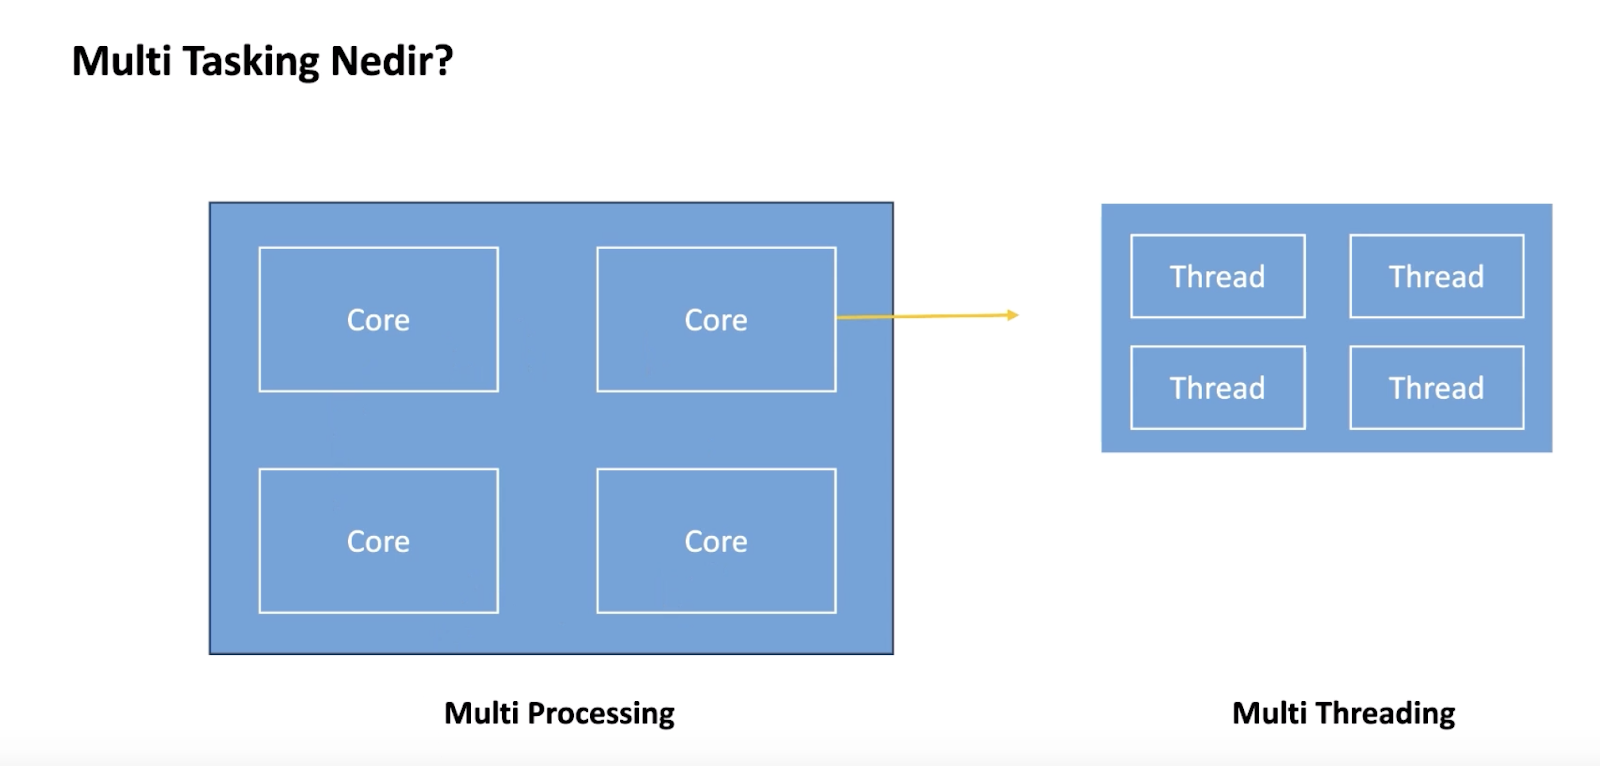 Multi Tasking Nedir?
Core
Core
Core
Core
Multi Processing
Thread
Thread
Thread
Thread
Multi Threading